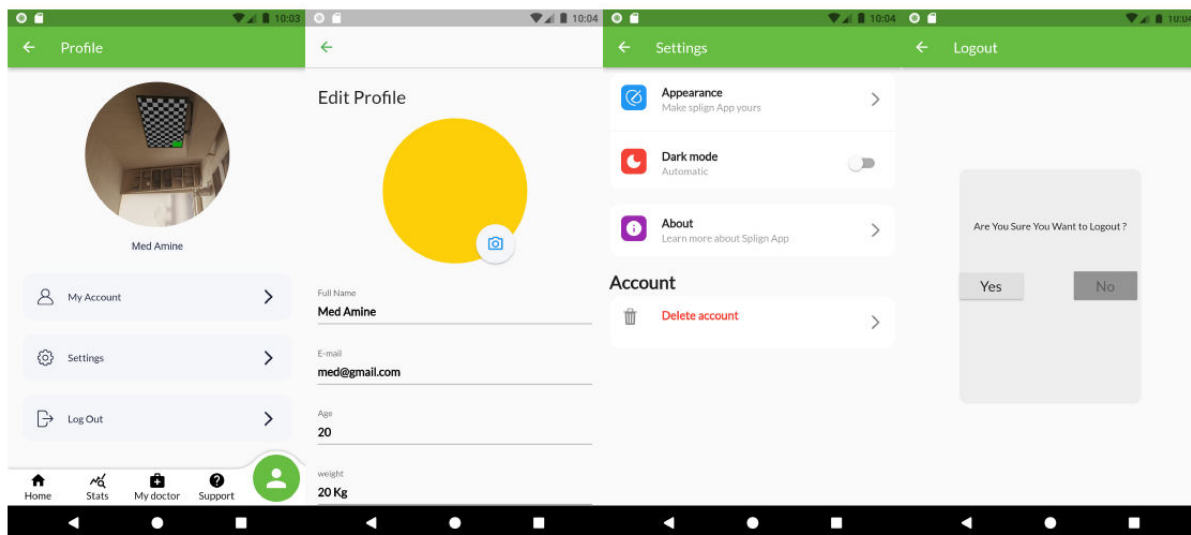 10:03
Profile
Med Amine
My Account
Settings
Log Out
Home
Stats
My doctor
Support
10:04
Edit Profile
Full Name
Med Amine
E-mail
med@gmail.com
Age
20
weight
20 Kg
10:04
Settings
Appearance
Make splign App yours
Dark mode
Automatic
About
Learn more about Splign App
Account
Delete account
10:04
Logout
Are You Sure You Want to Logout ?
Yes
No